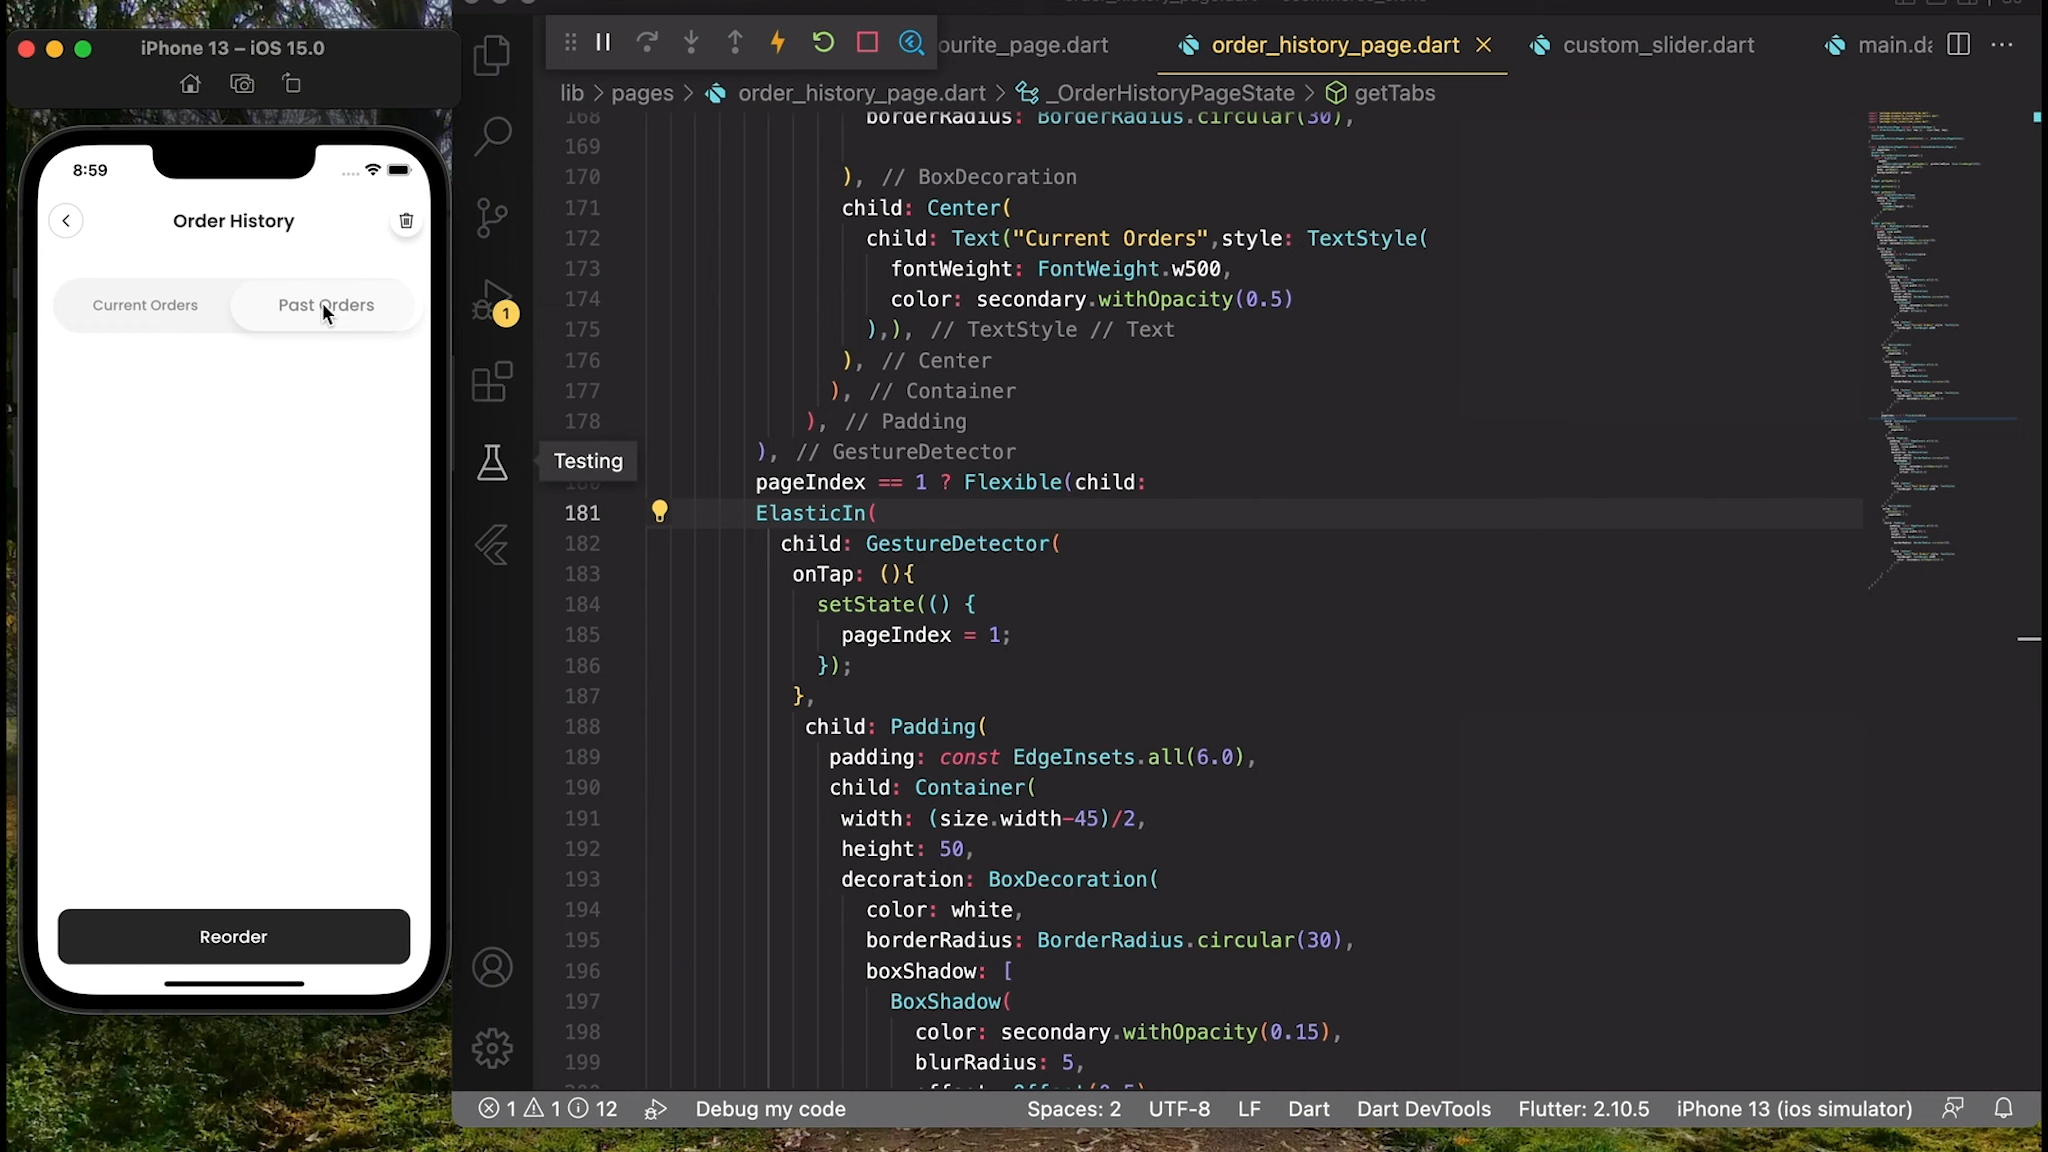 iPhone 13 – iOS 15.0
8:59
Order History
Current Orders
Past Orders
Reorder
1
Testing
ourite_page.dart
order_history_page.dart
custom_slider.dart
main.da
lib > pages > order_history_page.dart > _OrderHistoryPageState > getTabs
168 borderRadius: BorderRadius.circular(30),
169
170 ), // BoxDecoration
171 child: Center(
172 child: Text("Current Orders",style: TextStyle(
173 fontWeight: FontWeight.w500,
174 color: secondary.withOpacity(0.5)
175 ),), // TextStyle // Text
176 ), // Center
177 ), // Container
178 ), // Padding
), // GestureDetector
pageIndex == 1 ? Flexible(child:
181 ElasticIn(
182 child: GestureDetector(
183 onTap: (){
184 setState(() {
185 pageIndex = 1;
186 });
187 },
188 child: Padding(
189 padding: const EdgeInsets.all(6.0),
190 child: Container(
191 width: (size.width-45)/2,
192 height: 50,
193 decoration: BoxDecoration(
194 color: white,
195 borderRadius: BorderRadius.circular(30),
196 boxShadow: [
197 BoxShadow(
198 color: secondary.withOpacity(0.15),
199 blurRadius: 5,
1 1 12 Debug my code Spaces: 2 UTF-8 LF Dart Dart DevTools Flutter: 2.10.5 iPhone 13 (ios simulator)